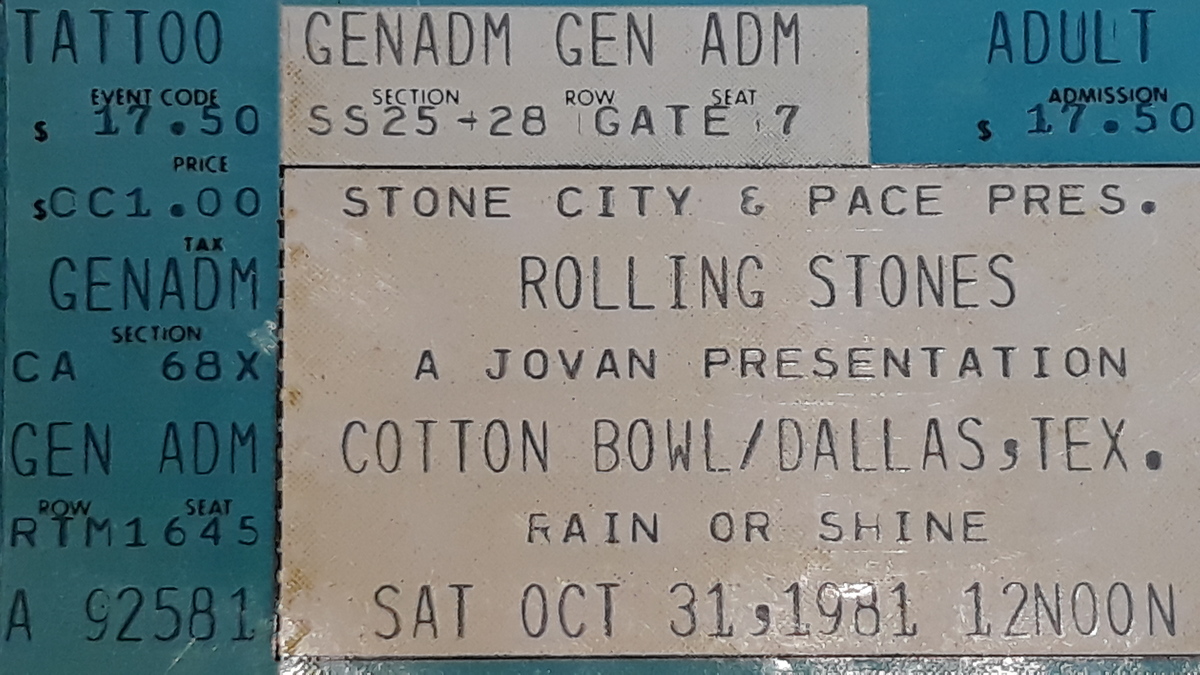 TATTOO GENADM GEN ADM ADULT
EVENT CODE SECTION ROW SEAT ADMISSION
$ 17.50 SS25+28 GATE 7 $ 17.50
PRICE
$CC1.00 STONE CITY & PACE PRES.
TAX
GENADM ROLLING STONES
SECTION
CA 68X A JOVAN PRESENTATION
GEN ADM COTTON BOWL/DALLAS,TEX.
ROW SEAT
RTM1645 RAIN OR SHINE
A 92581 SAT OCT 31,1981 12NOON